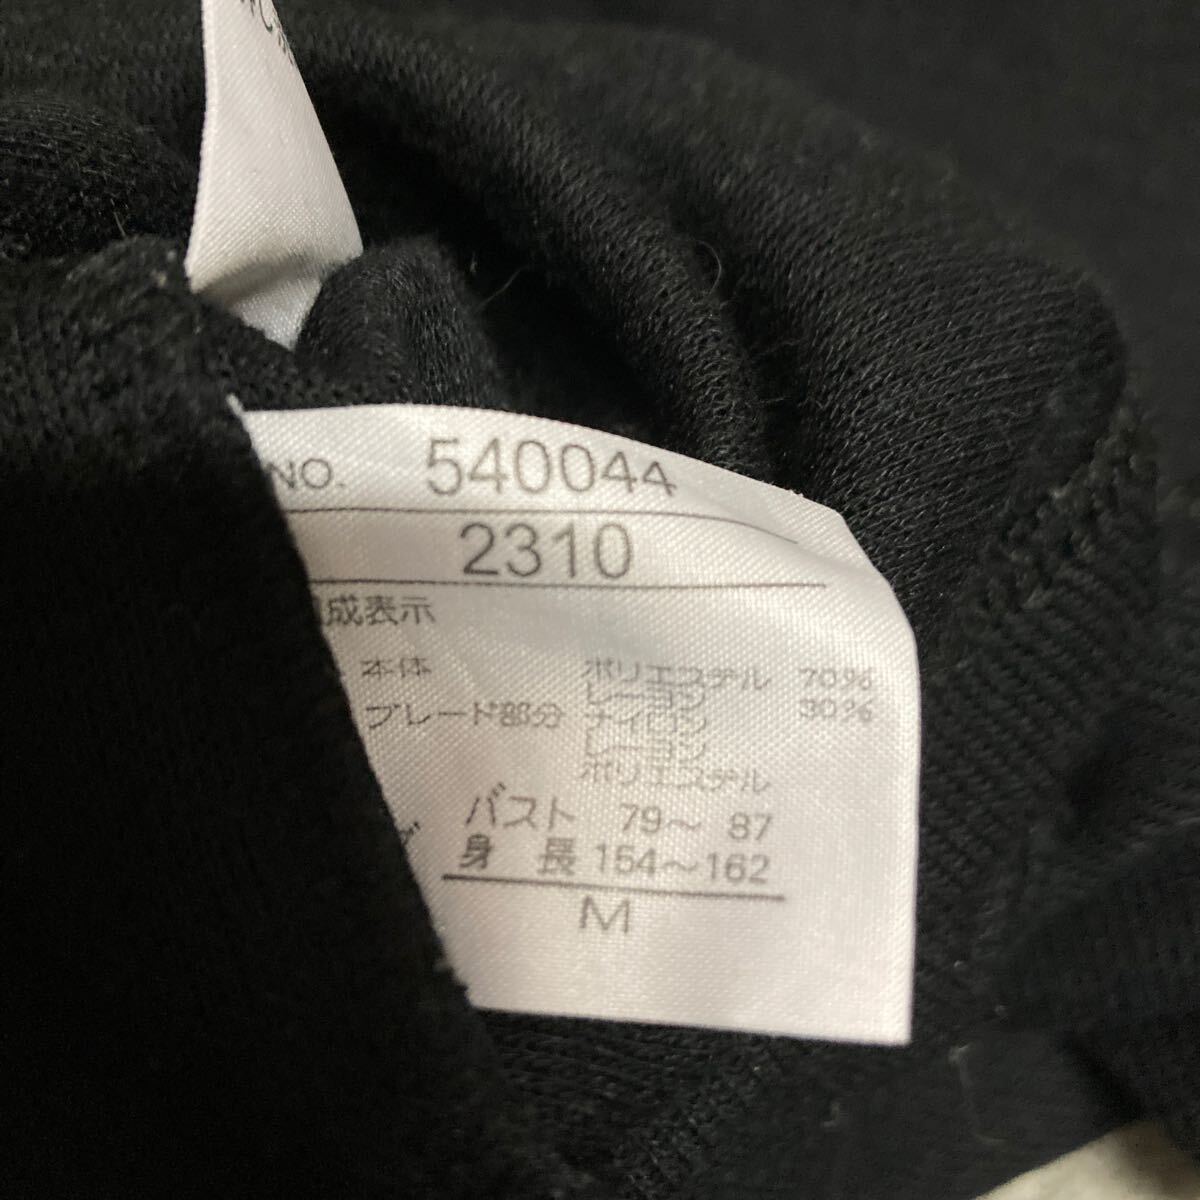 NO. 540044
2310
成表示
本体 ポリエステル 70%
レーヨン 30%
ブレード部分 ナイロン
レーヨン
ポリエステル
バスト 79〜 87
身 長 154〜162
M